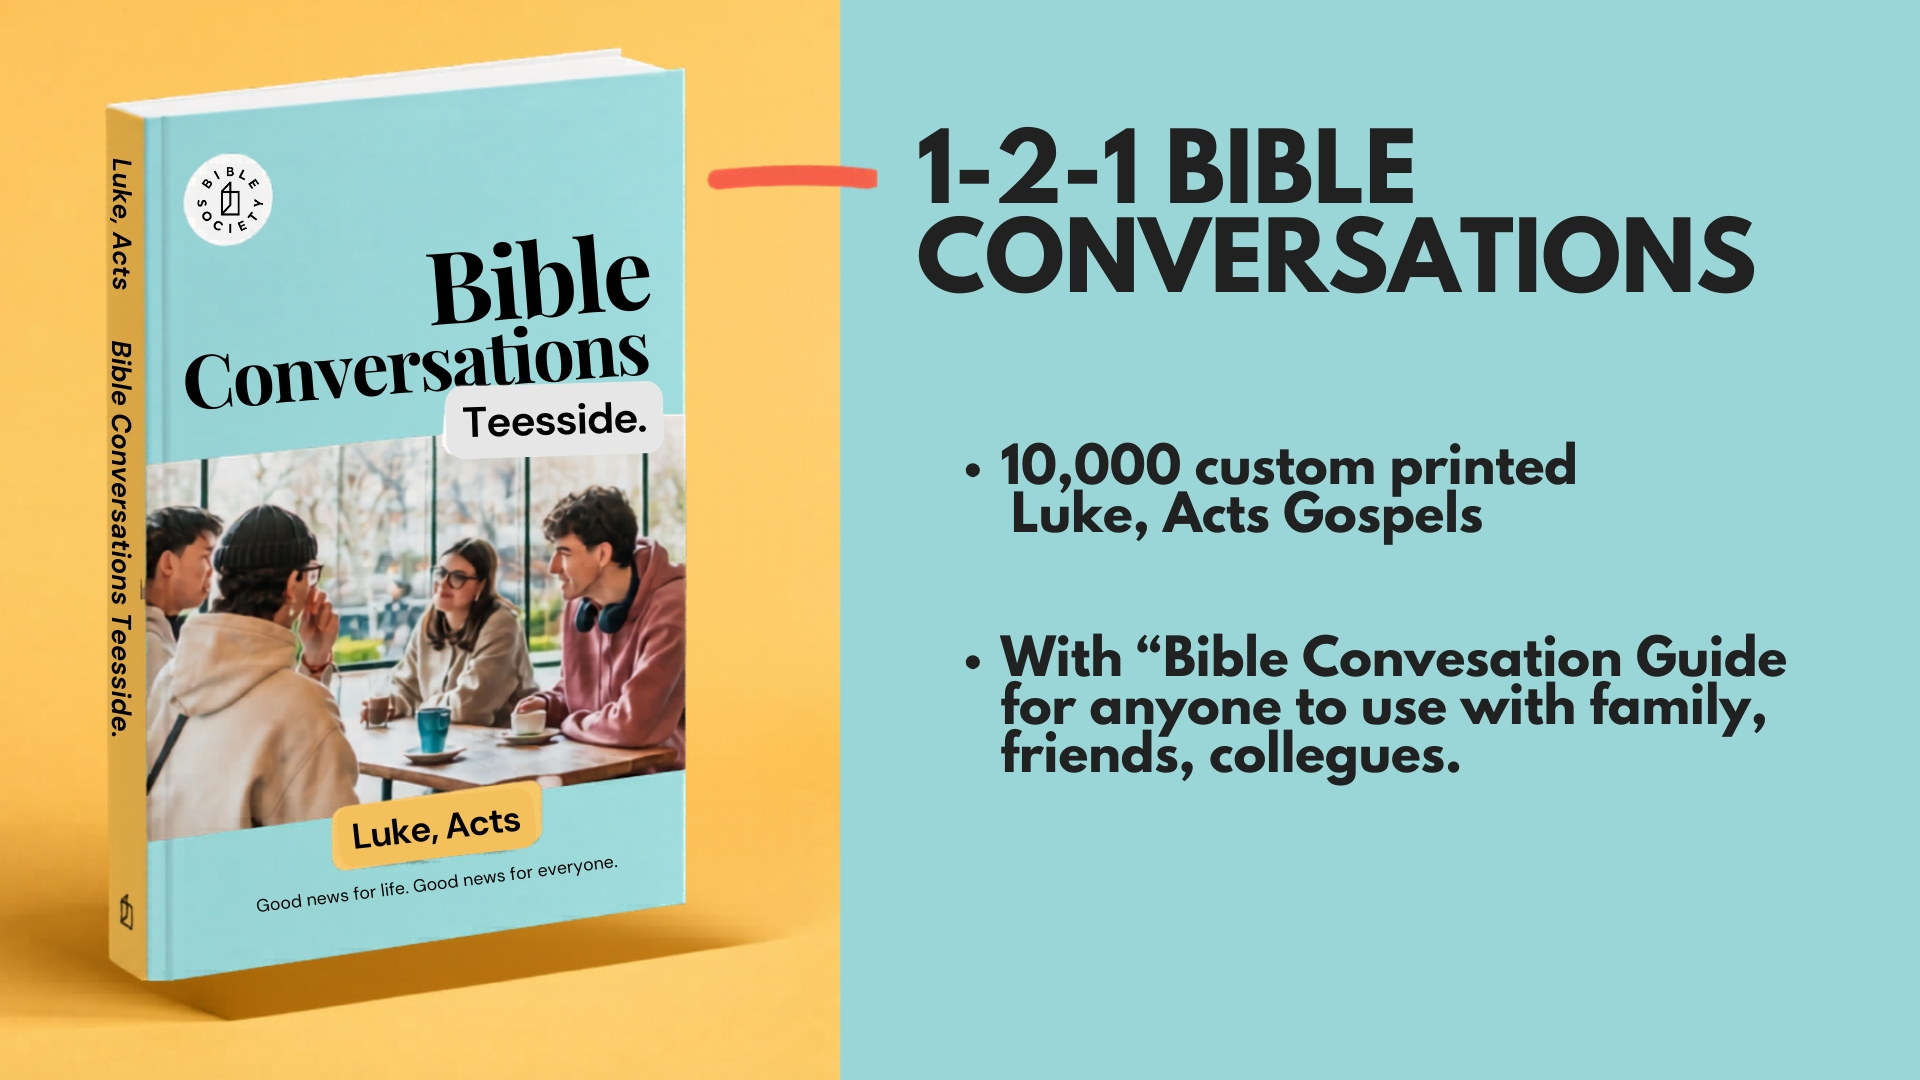 Luke, Acts Bible Conversations Teesside.
BIBLE SOCIETY
Bible
Conversations
Teesside.
Luke, Acts
Good news for life. Good news for everyone.
1-2-1 BIBLE
CONVERSATIONS
• 10,000 custom printed
Luke, Acts Gospels
• With “Bible Convesation Guide
for anyone to use with family,
friends, collegues.